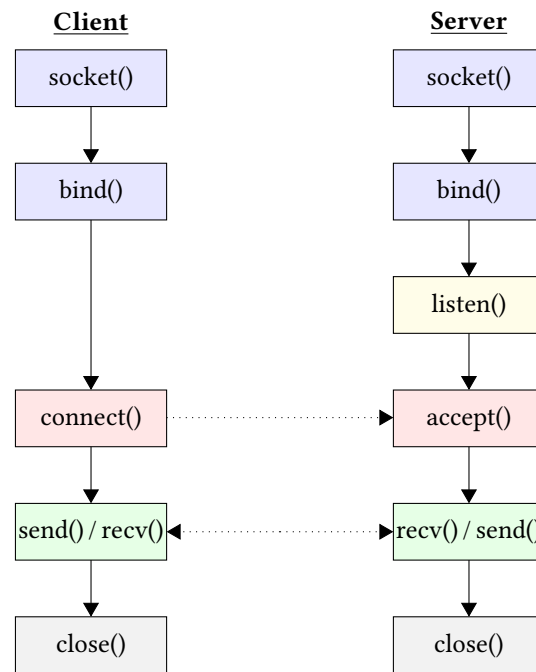 Client
Server
socket()
socket()
bind()
bind()
listen()
connect()
accept()
send() / recv()
recv() / send()
close()
close()